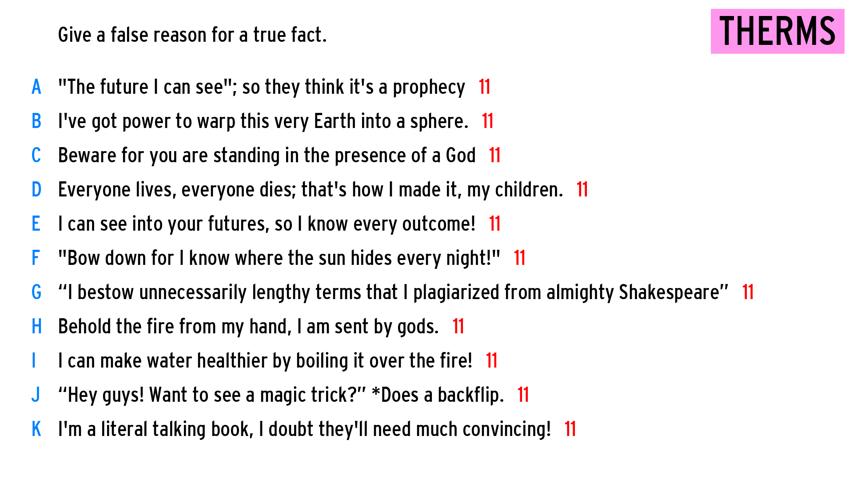 Give a false reason for a true fact.
THERMS
A "The future I can see"; so they think it's a prophecy 11
B I've got power to warp this very Earth into a sphere. 11
C Beware for you are standing in the presence of a God 11
D Everyone lives, everyone dies; that's how I made it, my children. 11
E I can see into your futures, so I know every outcome! 11
F "Bow down for I know where the sun hides every night!" 11
G “I bestow unnecessarily lengthy terms that I plagiarized from almighty Shakespeare” 11
H Behold the fire from my hand, I am sent by gods. 11
I I can make water healthier by boiling it over the fire! 11
J “Hey guys! Want to see a magic trick?” *Does a backflip. 11
K I'm a literal talking book, I doubt they'll need much convincing! 11